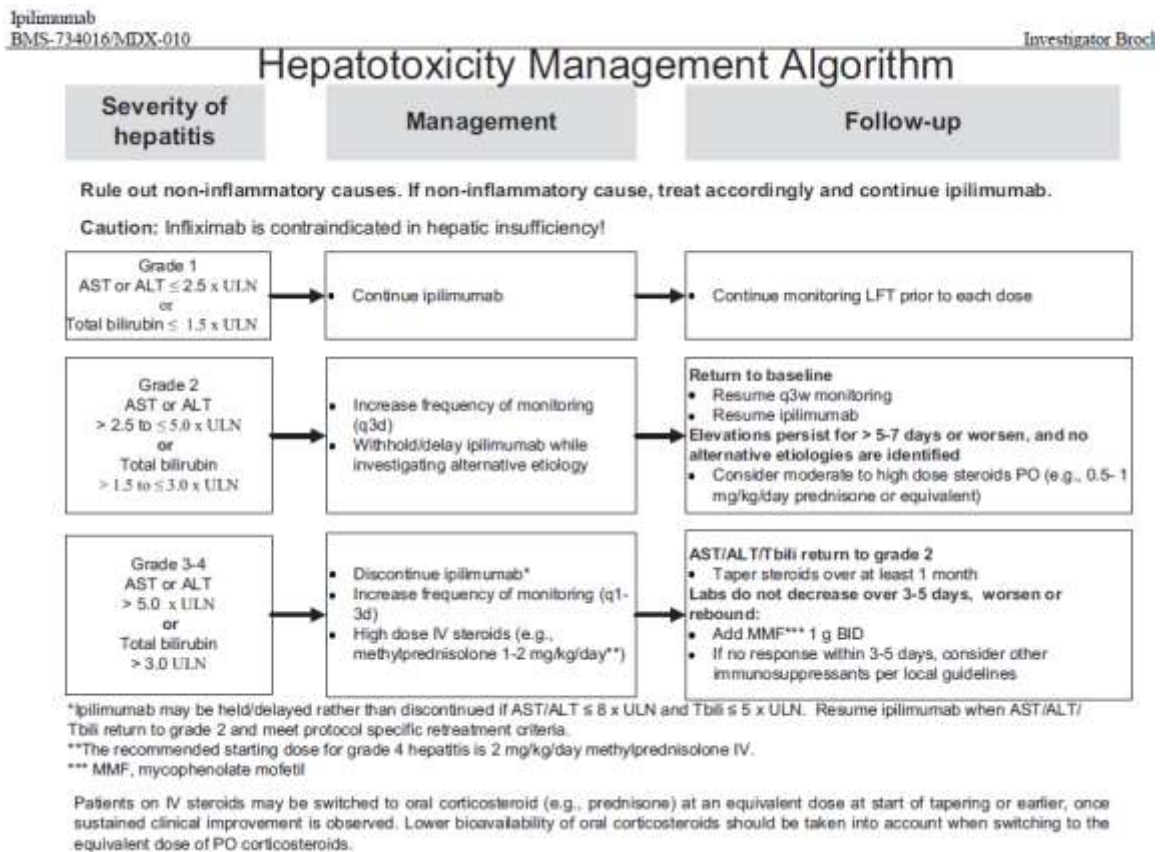 Ipilimumab
BMS-734016/MDX-010
Investigator Broch
Hepatotoxicity Management Algorithm
Severity of
hepatitis
Management
Follow-up
Rule out non-inflammatory causes. If non-inflammatory cause, treat accordingly and continue ipilimumab.
Caution: Infliximab is contraindicated in hepatic insufficiency!
Grade 1
AST or ALT ≤ 2.5 x ULN
or
Total bilirubin ≤ 1.5 x ULN
• Continue ipilimumab
• Continue monitoring LFT prior to each dose
Grade 2
AST or ALT
> 2.5 to ≤ 5.0 x ULN
or
Total bilirubin
> 1.5 to ≤ 3.0 x ULN
• Increase frequency of monitoring
(q3d)
• Withhold/delay ipilimumab while
investigating alternative etiology
Return to baseline
• Resume q3w monitoring
• Resume ipilimumab
Elevations persist for > 5-7 days or worsen, and no
alternative etiologies are identified
• Consider moderate to high dose steroids PO (e.g., 0.5- 1
mg/kg/day prednisone or equivalent)
Grade 3-4
AST or ALT
> 5.0 x ULN
or
Total bilirubin
> 3.0 ULN
• Discontinue ipilimumab*
• Increase frequency of monitoring (q1-
3d)
• High dose IV steroids (e.g.,
methylprednisolone 1-2 mg/kg/day**)
AST/ALT/Tbili return to grade 2
• Taper steroids over at least 1 month
Labs do not decrease over 3-5 days, worsen or
rebound:
• Add MMF*** 1 g BID
• If no response within 3-5 days, consider other
immunosuppressants per local guidelines
*Ipilimumab may be held/delayed rather than discontinued if AST/ALT ≤ 8 x ULN and Tbili ≤ 5 x ULN. Resume ipilimumab when AST/ALT/
Tbili return to grade 2 and meet protocol specific retreatment criteria.
**The recommended starting dose for grade 4 hepatitis is 2 mg/kg/day methylprednisolone IV.
*** MMF, mycophenolate mofetil
Patients on IV steroids may be switched to oral corticosteroid (e.g., prednisone) at an equivalent dose at start of tapering or earlier, once
sustained clinical improvement is observed. Lower bioavailability of oral corticosteroids should be taken into account when switching to the
equivalent dose of PO corticosteroids.